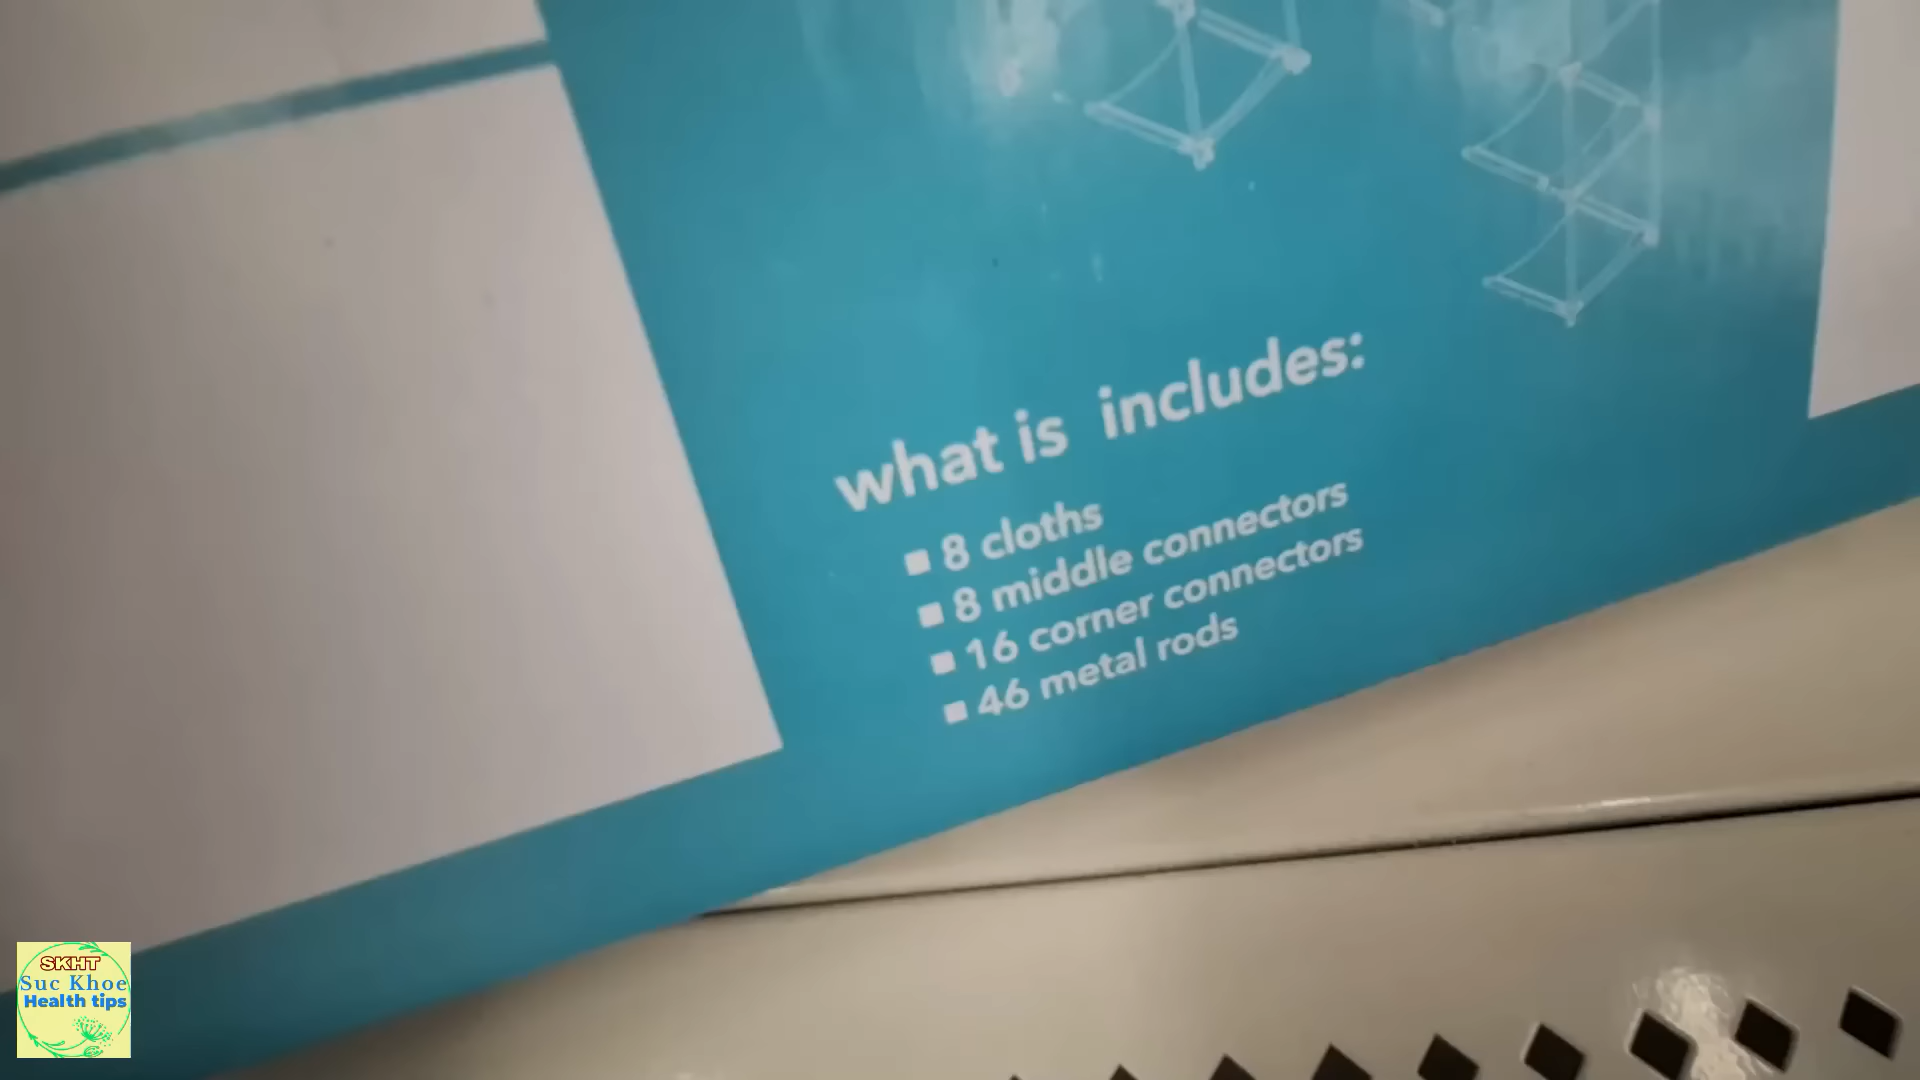 what is includes:
■ 8 cloths
■ 8 middle connectors
■ 16 corner connectors
■ 46 metal rods
SKHT
Suc Khoe
Health tips